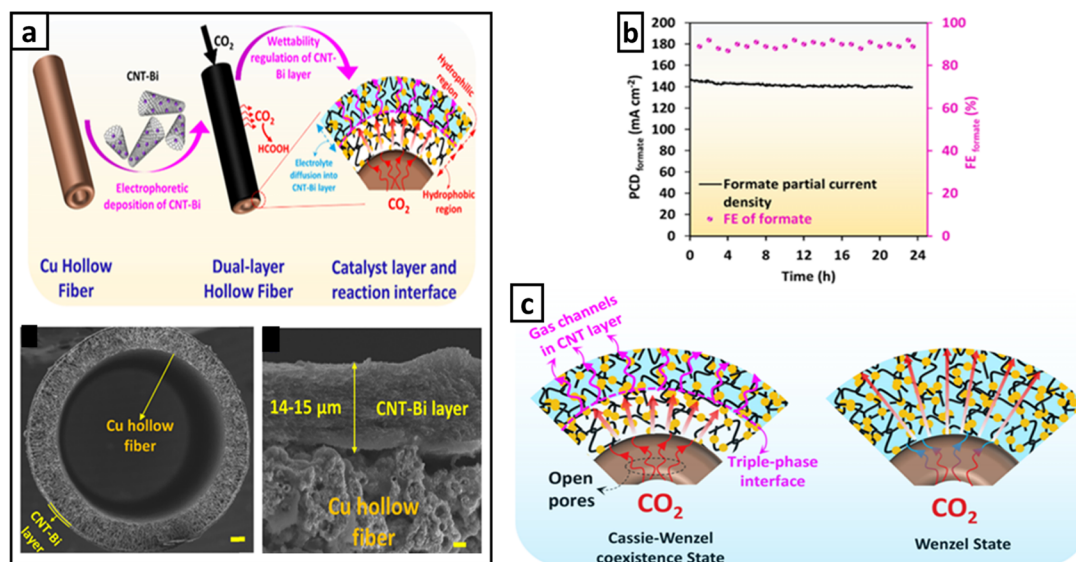 a
CO2
Wettability
regulation of CNT-
Bi layer
CNT-Bi
Hydrophilic
region
CO2
HCOOH
Electrolyte
diffusion into
CNT-Bi layer
Electrophoretic
deposition of CNT-Bi
Hydrophobic
region
CO2
Cu Hollow
Fiber
Dual-layer
Hollow Fiber
Catalyst layer and
reaction interface
Cu hollow
fiber
CNT-Bi
layer
14-15 μm
CNT-Bi layer
Cu hollow
fiber
b
PCD formate (mA cm-2)
200
180
160
140
120
100
80
60
40
20
0
100
80
60
40
20
0
FE formate (%)
Formate partial current
density
FE of formate
0 4 8 12 16 20 24
Time (h)
c
Gas channels
in CNT layer
Open
pores
Triple-phase
interface
CO2
Cassie-Wenzel
coexistence State
CO2
Wenzel State